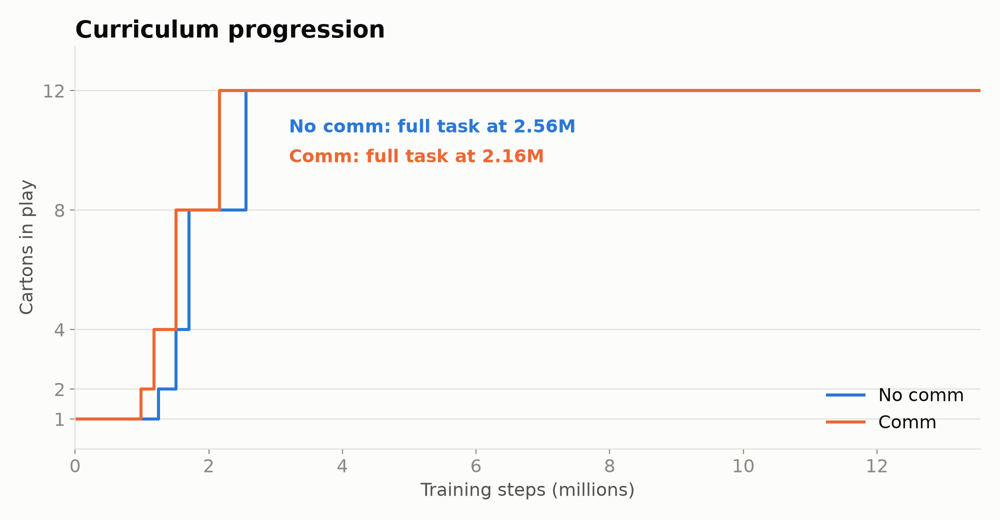 Curriculum progression
12
8
4
2
1
Cartons in play
No comm: full task at 2.56M
Comm: full task at 2.16M
No comm
Comm
0 2 4 6 8 10 12
Training steps (millions)